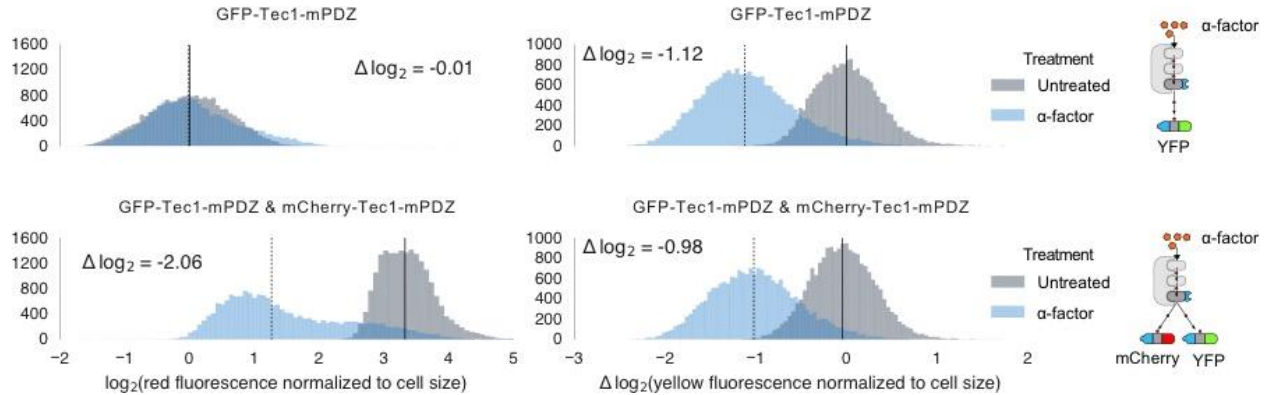 GFP-Tec1-mPDZ
1600
1200
800
400
0
Δ log₂ = -0.01
GFP-Tec1-mPDZ
1000
800
600
400
200
0
Δ log₂ = -1.12
Treatment
Untreated
α-factor
α-factor
YFP
GFP-Tec1-mPDZ & mCherry-Tec1-mPDZ
1600
1200
800
400
0
Δ log₂ = -2.06
−2 −1 0 1 2 3 4 5
log₂(red fluorescence normalized to cell size)
GFP-Tec1-mPDZ & mCherry-Tec1-mPDZ
1000
800
600
400
200
0
Δ log₂ = -0.98
−3 −2 −1 0 1 2
Δ log₂(yellow fluorescence normalized to cell size)
Treatment
Untreated
α-factor
α-factor
mCherry YFP